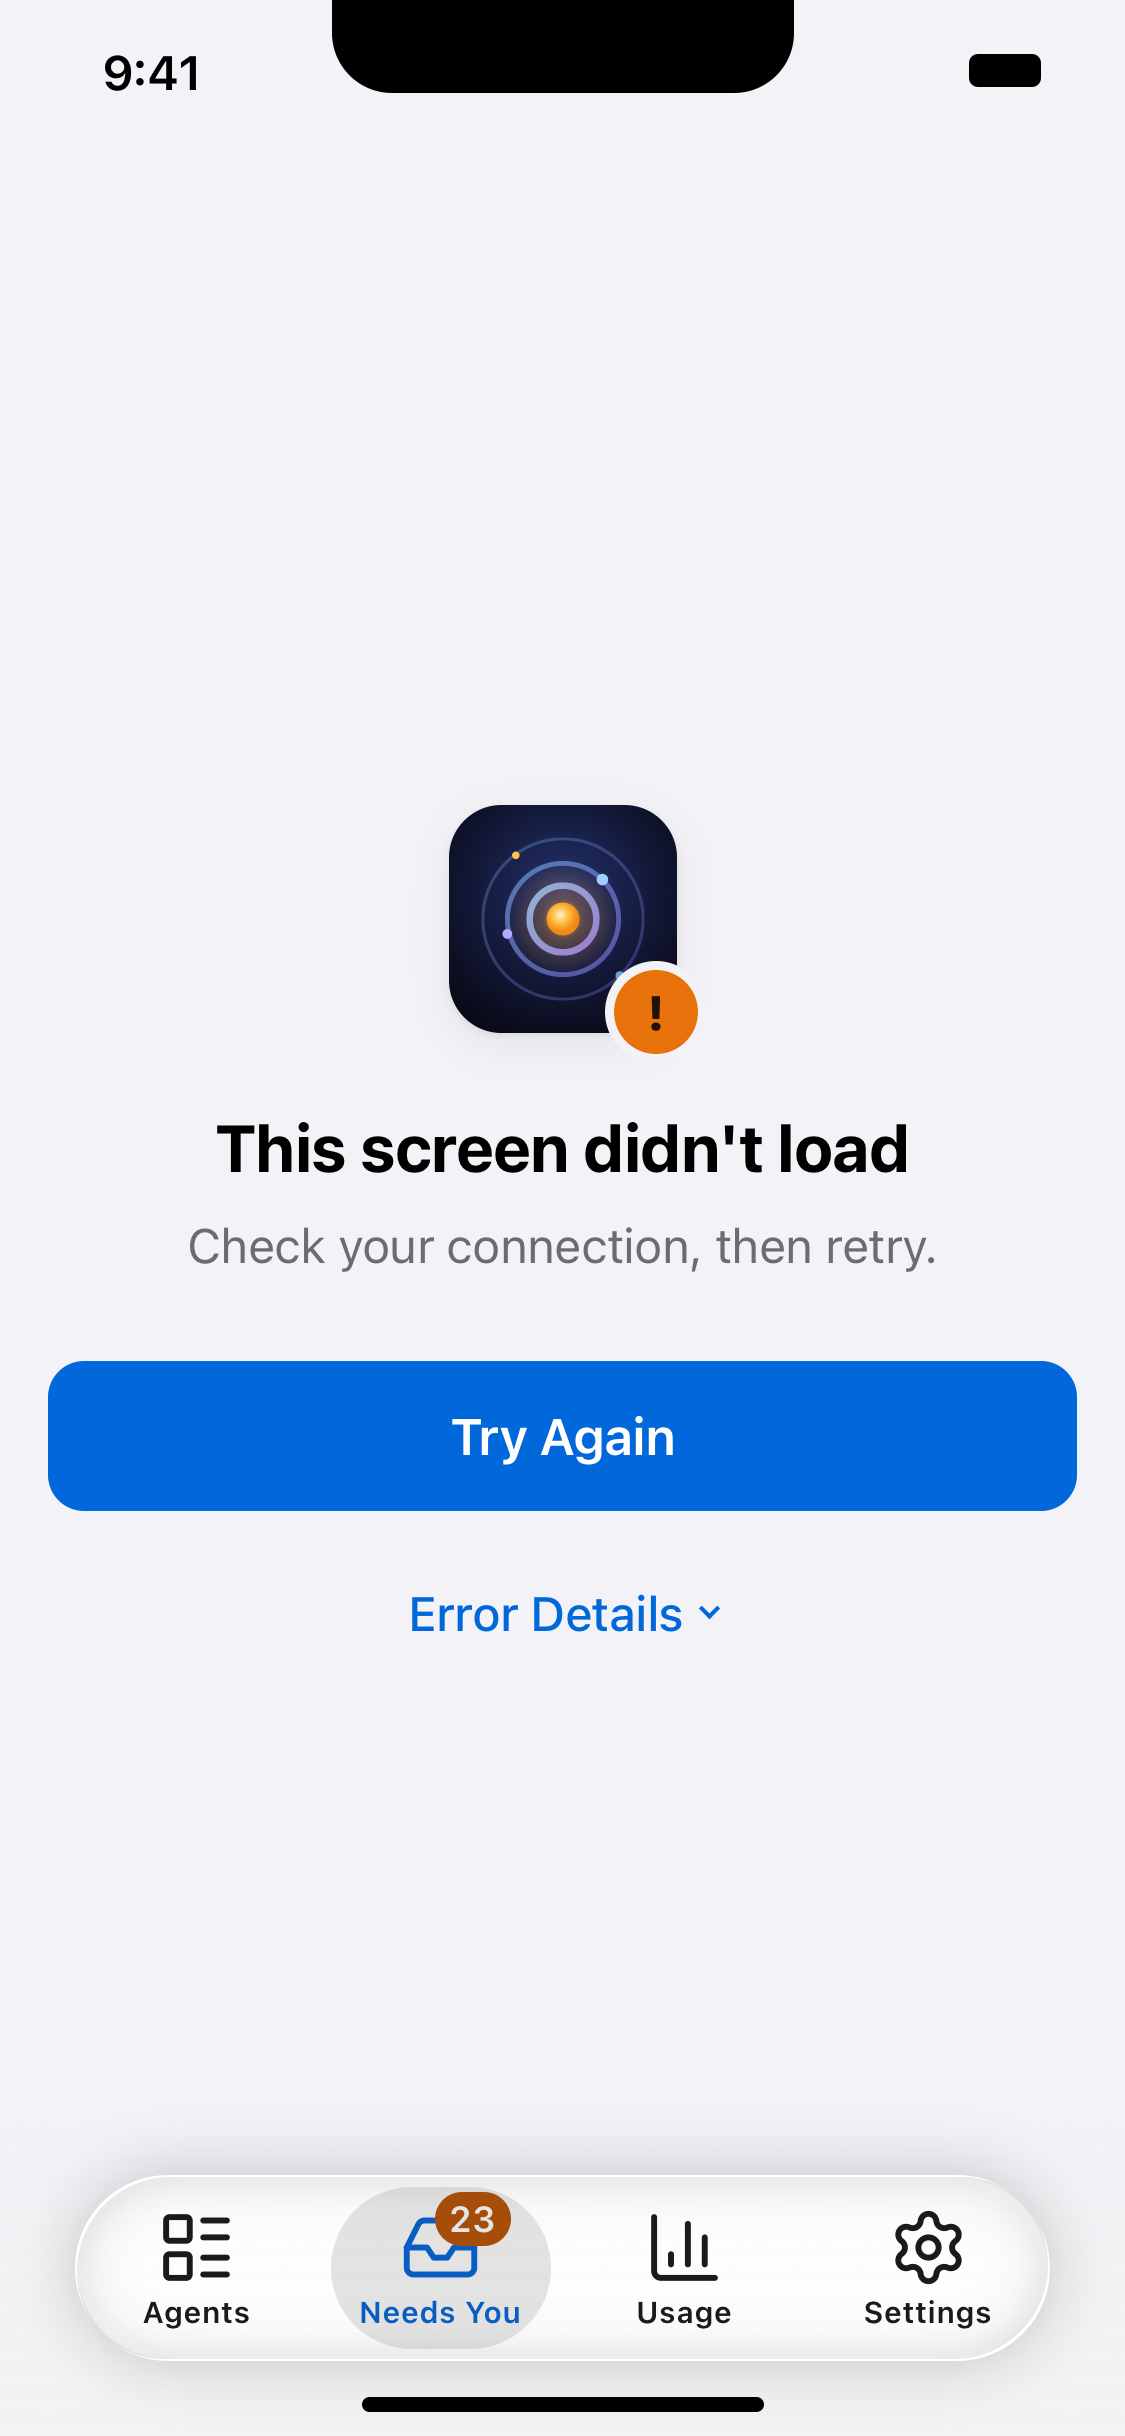 9:41
!
This screen didn't load
Check your connection, then retry.
Try Again
Error Details
23
Agents
Needs You
Usage
Settings